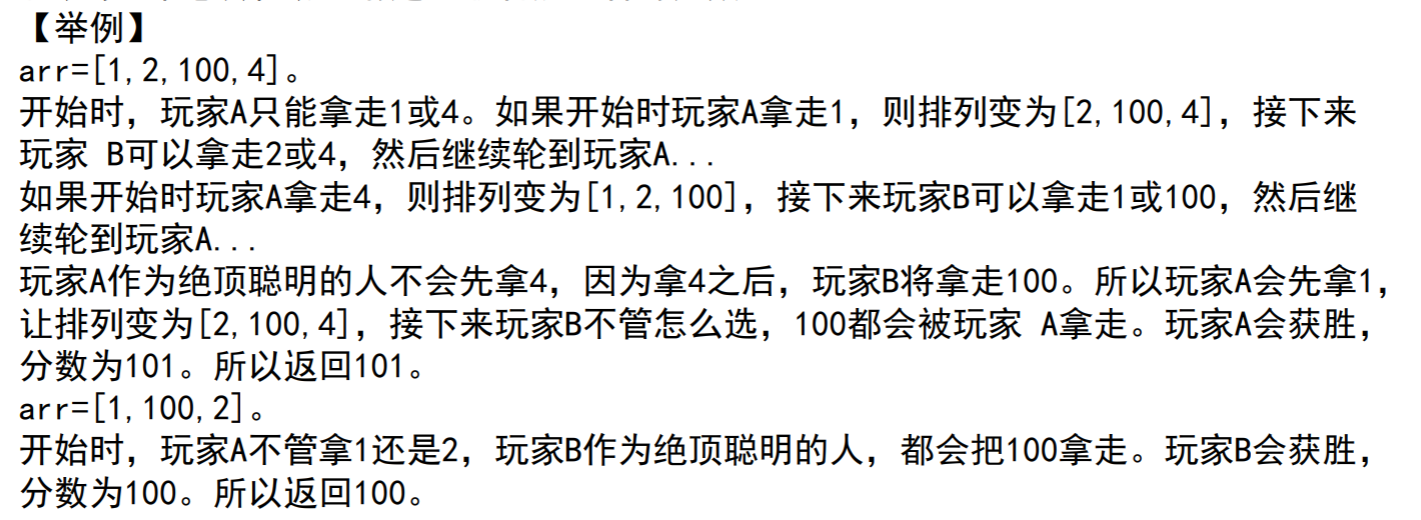 【举例】
arr=[1,2,100,4]。
开始时，玩家A只能拿走1或4。如果开始时玩家A拿走1，则排列变为[2,100,4]，接下来
玩家 B可以拿走2或4，然后继续轮到玩家A...
如果开始时玩家A拿走4，则排列变为[1,2,100]，接下来玩家B可以拿走1或100，然后继
续轮到玩家A...
玩家A作为绝顶聪明的人不会先拿4，因为拿4之后，玩家B将拿走100。所以玩家A会先拿1，
让排列变为[2,100,4]，接下来玩家B不管怎么选，100都会被玩家 A拿走。玩家A会获胜，
分数为101。所以返回101。
arr=[1,100,2]。
开始时，玩家A不管拿1还是2，玩家B作为绝顶聪明的人，都会把100拿走。玩家B会获胜，
分数为100。所以返回100。